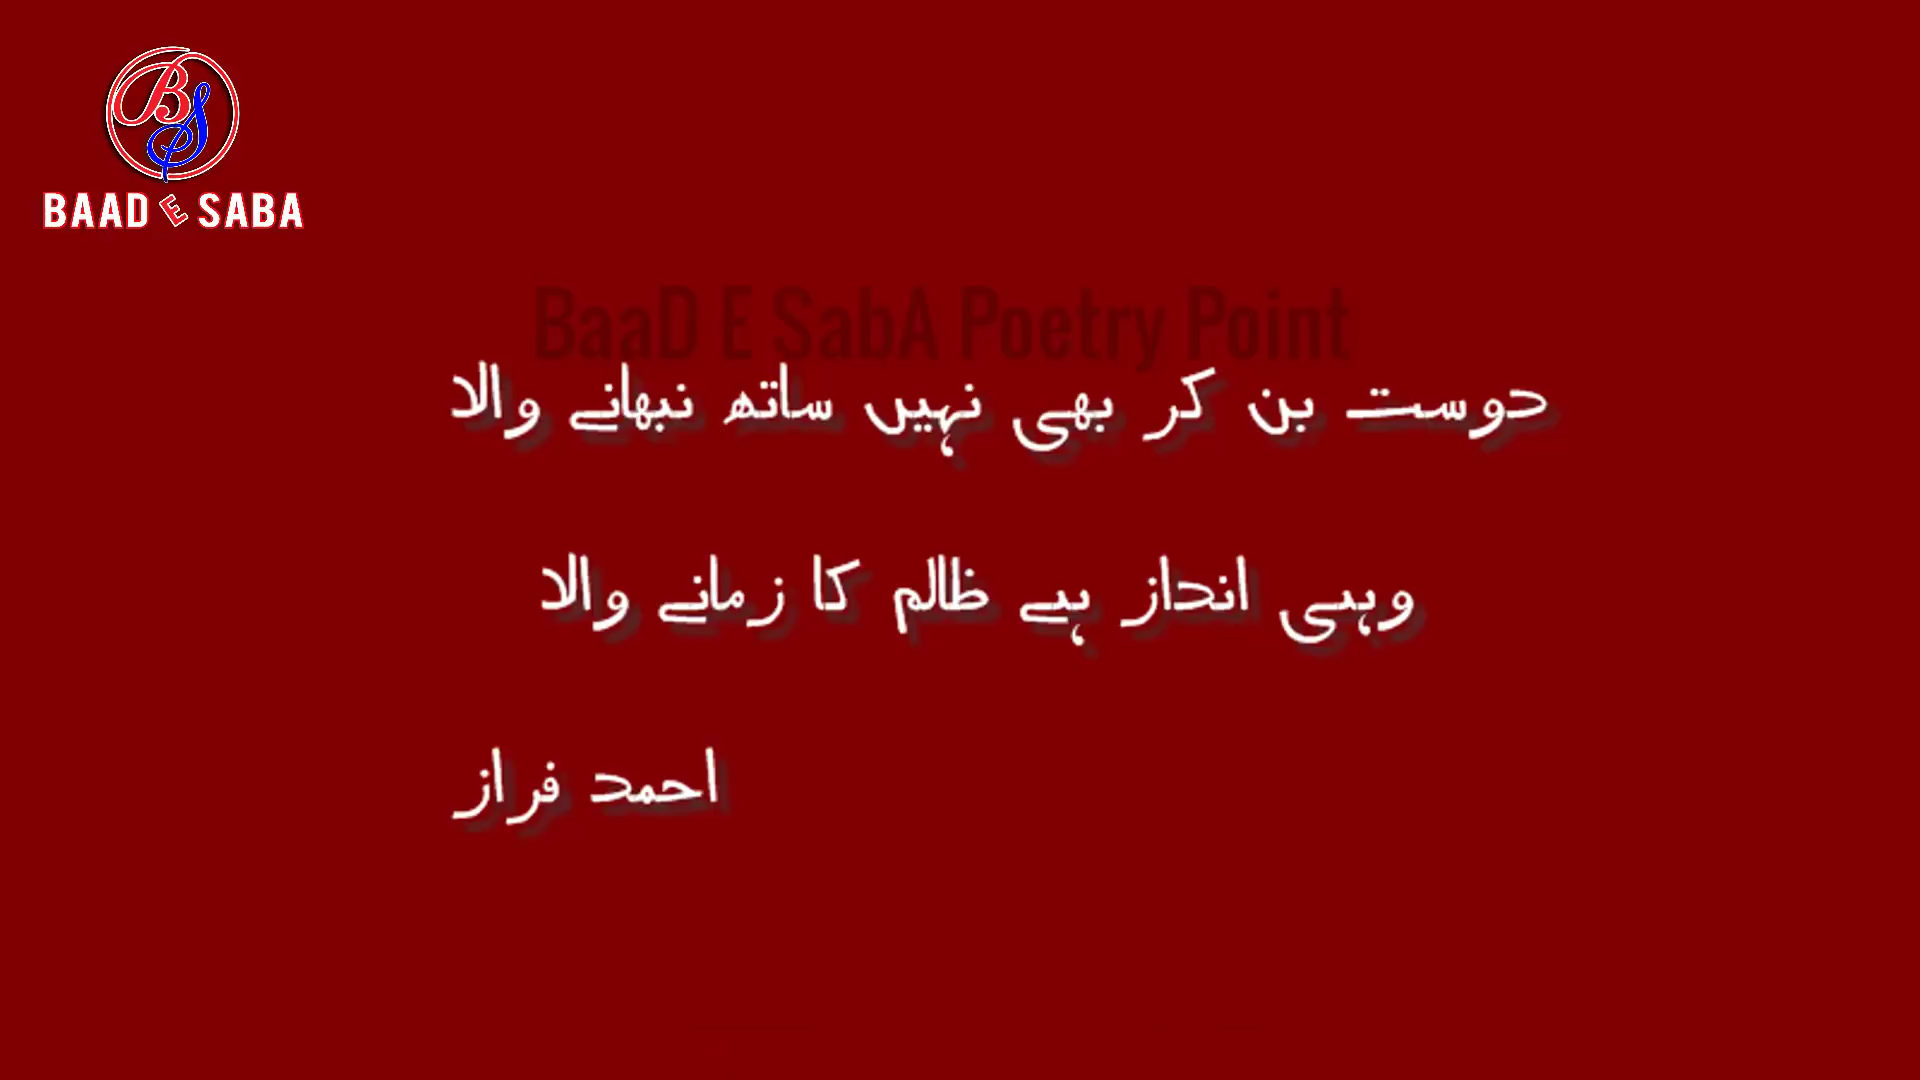 BS
BAAD E SABA
BaaD E SabA Poetry Point
دوست بن کر بھی نہیں ساتھ نبھانے والا
وہی انداز ہے ظالم کا زمانے والا
احمد فراز